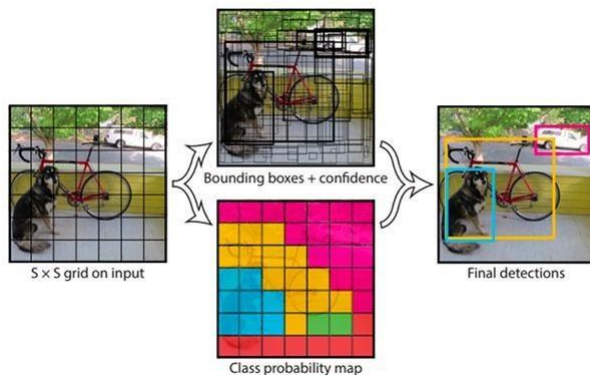 Bounding boxes + confidence
S × S grid on input
Final detections
Class probability map